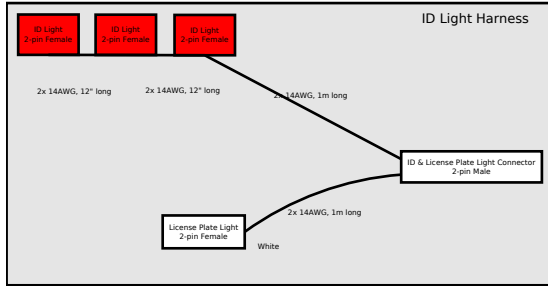 ID Light Harness
ID Light
2-pin Female
ID Light
2-pin Female
ID Light
2-pin Female
2x 14AWG, 12" long
2x 14AWG, 12" long
2x 14AWG, 1m long
ID & License Plate Light Connector
2-pin Male
2x 14AWG, 1m long
License Plate Light
2-pin Female
White